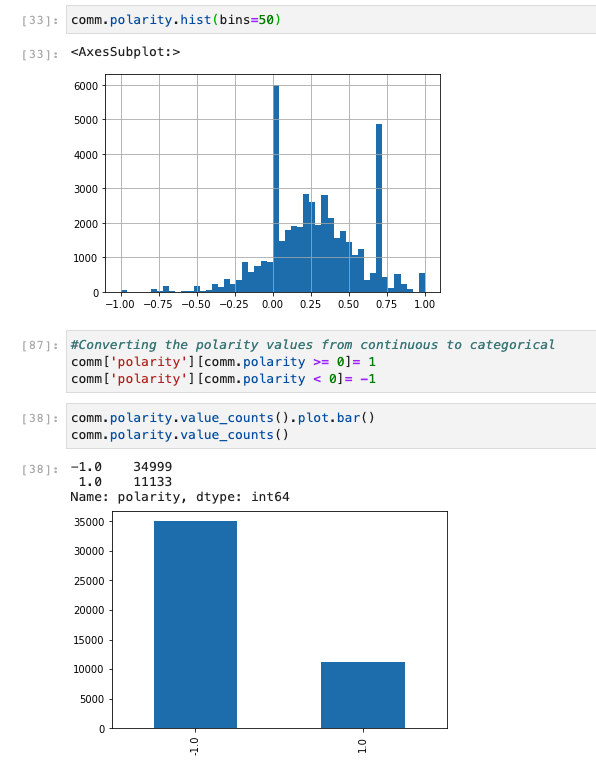 [33]: comm.polarity.hist(bins=50)
[33]: <AxesSubplot:>
6000
5000
4000
3000
2000
1000
0
−1.00 −0.75 −0.50 −0.25 0.00 0.25 0.50 0.75 1.00
[87]: #Converting the polarity values from continuous to categorical
comm['polarity'][comm.polarity >= 0]= 1
comm['polarity'][comm.polarity < 0]= -1
[38]: comm.polarity.value_counts().plot.bar()
comm.polarity.value_counts()
[38]: -1.0    34999
1.0    11133
Name: polarity, dtype: int64
35000
30000
25000
20000
15000
10000
5000
0
-1.0 1.0